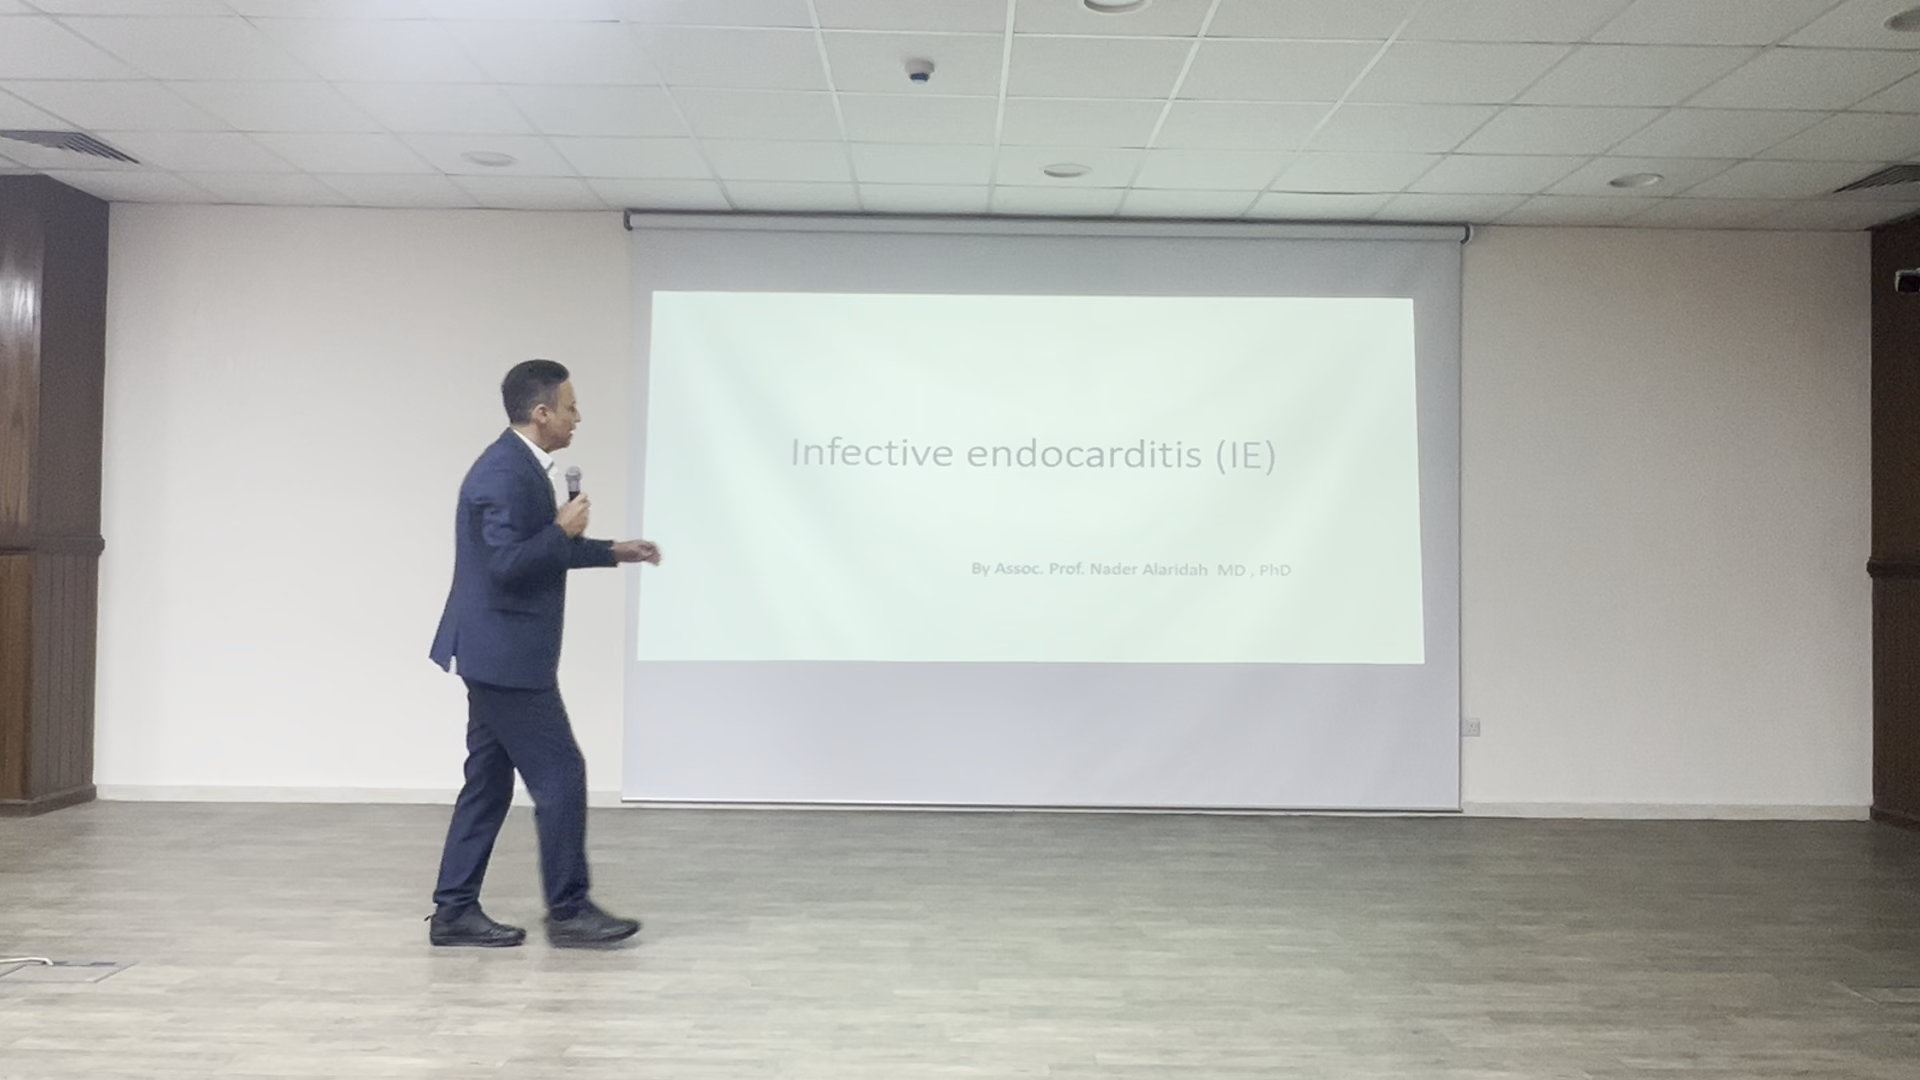 Infective endocarditis (IE)
By Assoc. Prof. Nader Alaridah MD , PhD